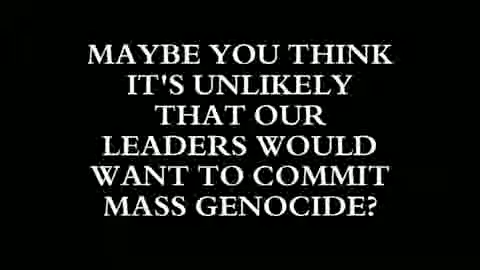 MAYBE YOU THINK
IT'S UNLIKELY
THAT OUR
LEADERS WOULD
WANT TO COMMIT
MASS GENOCIDE?